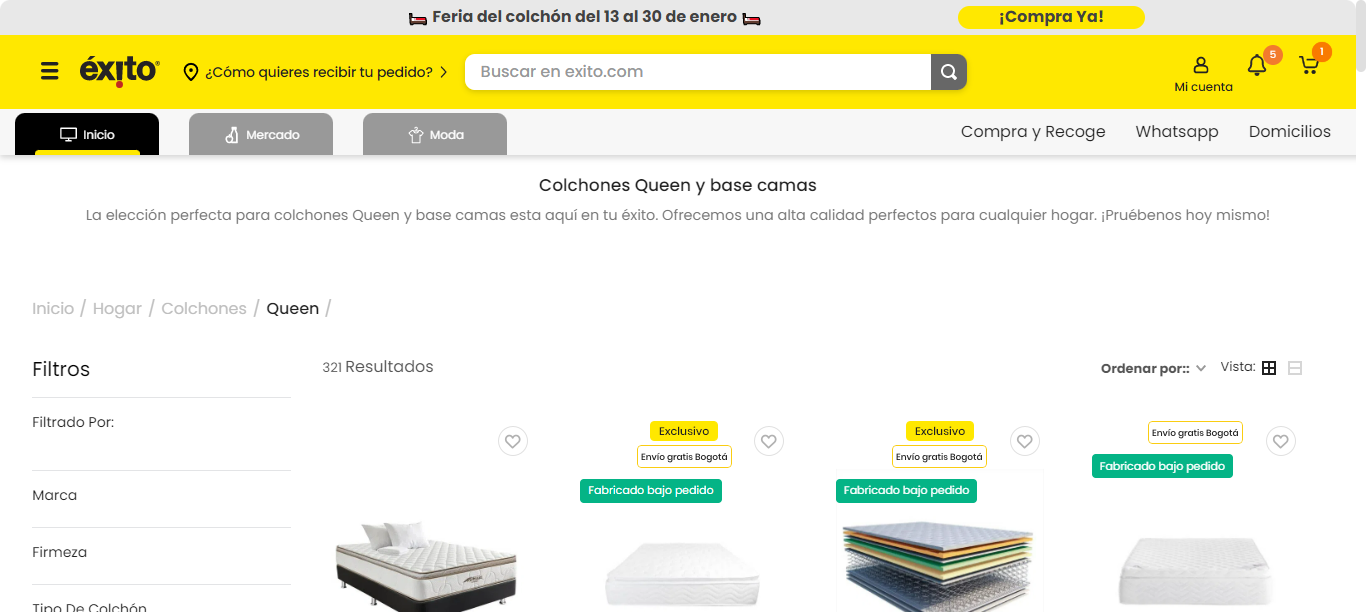 Feria del colchón del 13 al 30 de enero
¡Compra Ya!
éxito
¿Cómo quieres recibir tu pedido?
Buscar en exito.com
Mi cuenta
5
1
Inicio
Mercado
Moda
Compra y Recoge
Whatsapp
Domicilios
Colchones Queen y base camas
La elección perfecta para colchones Queen y base camas esta aquí en tu éxito. Ofrecemos una alta calidad perfectos para cualquier hogar. ¡Pruébenos hoy mismo!
Inicio / Hogar / Colchones / Queen /
Filtros
321 Resultados
Ordenar por::
Vista:
Filtrado Por:
Marca
Firmeza
Tipo De Colchón
Exclusivo
Envío gratis Bogotá
Fabricado bajo pedido
Exclusivo
Envío gratis Bogotá
Fabricado bajo pedido
Envío gratis Bogotá
Fabricado bajo pedido